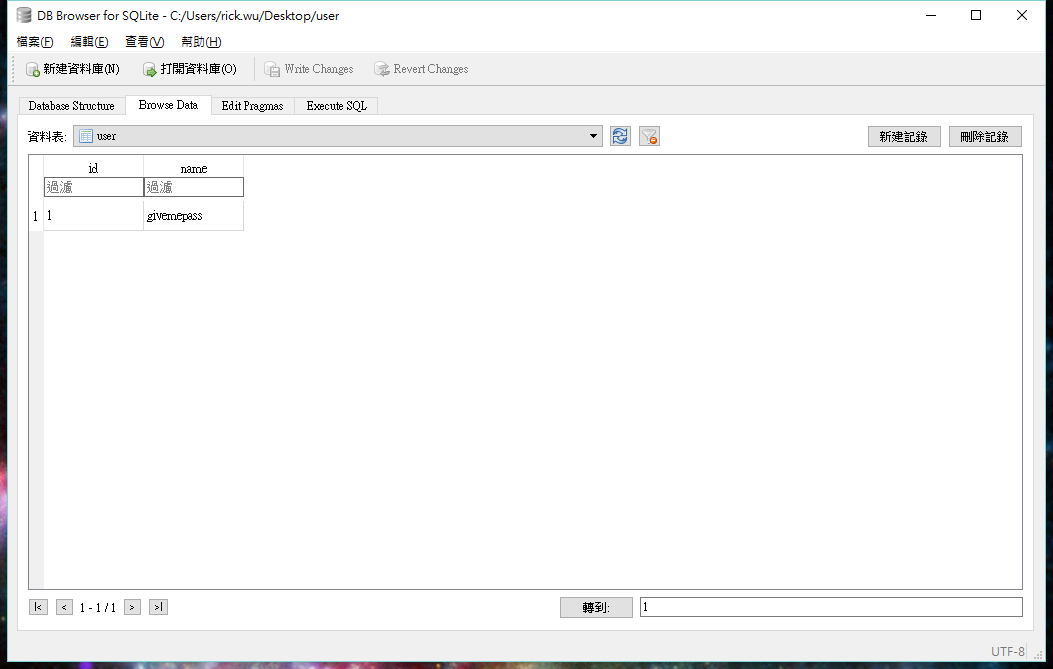 DB Browser for SQLite - C:/Users/rick.wu/Desktop/user
檔案(F) 編輯(E) 查看(V) 幫助(H)
新建資料庫(N) 打開資料庫(O) Write Changes Revert Changes
Database Structure Browse Data Edit Pragmas Execute SQL
資料表: user 新建記錄 刪除記錄
id name
過濾 過濾
1 1 givemepass
|< < 1 - 1 / 1 > >| 轉到: 1
UTF-8